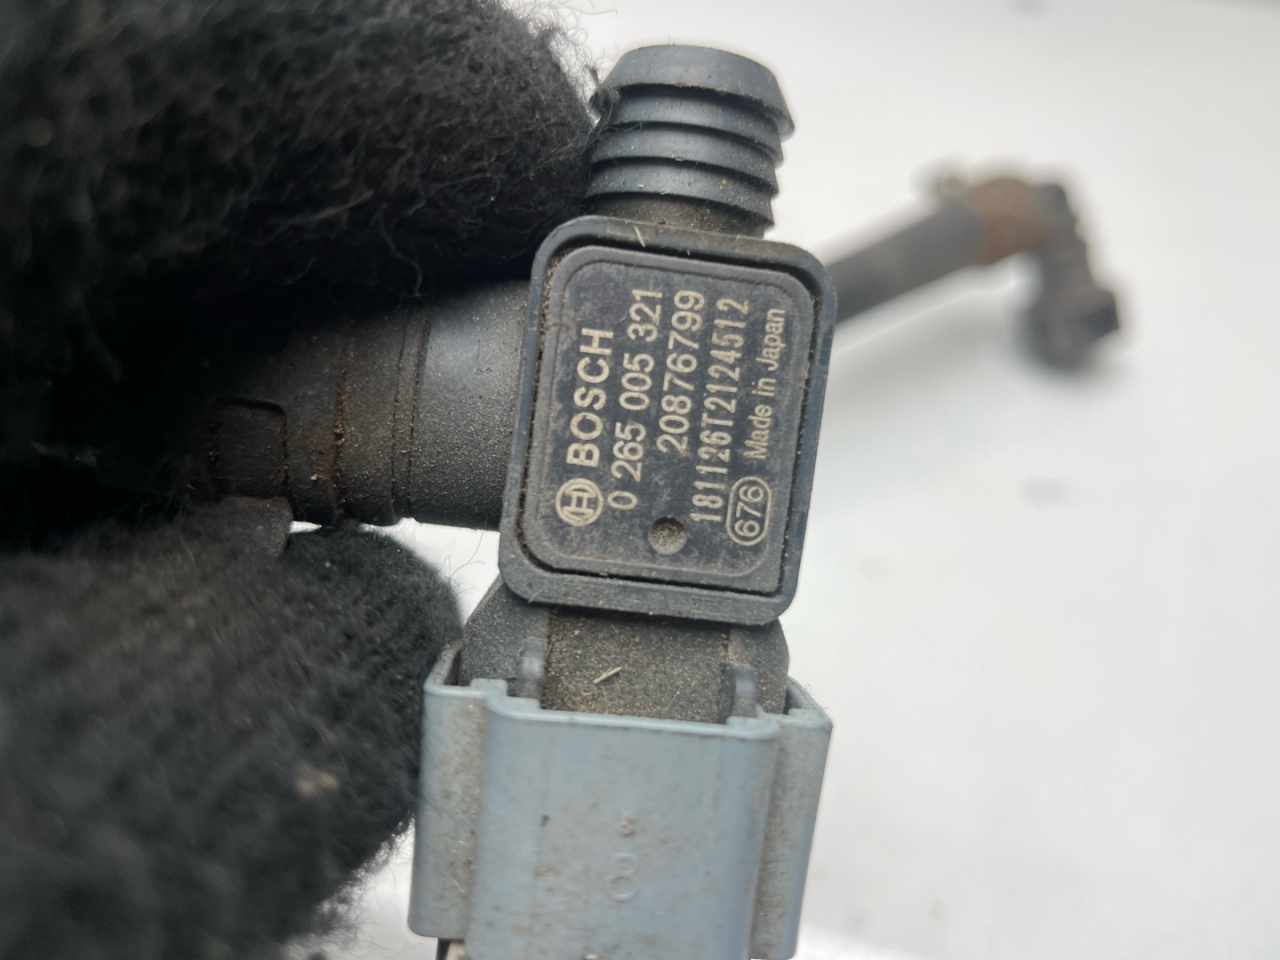 BOSCH
0 265 005 321
20876799
181126T2124512
676 Made in Japan